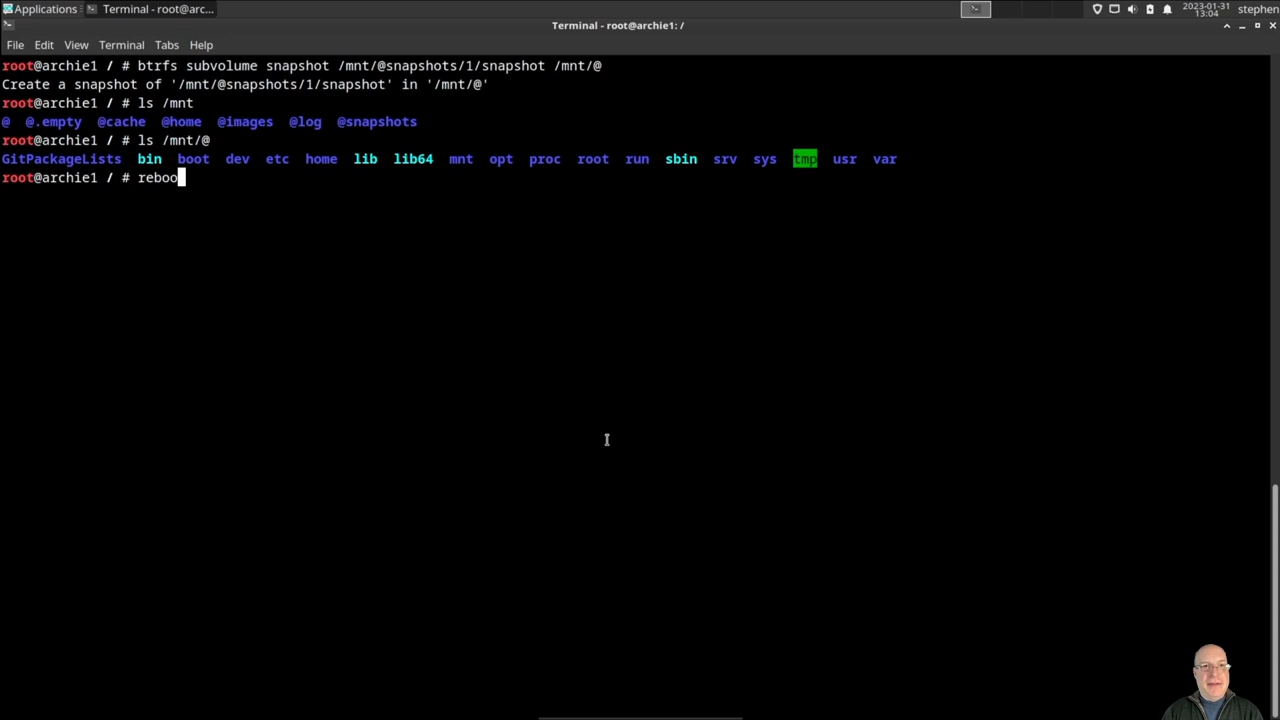 Applications
Terminal - root@arc...
2023-01-31
13:04
stephen
Terminal - root@archie1: /
File Edit View Terminal Tabs Help
root@archie1 / # btrfs subvolume snapshot /mnt/@snapshots/1/snapshot /mnt/@
Create a snapshot of '/mnt/@snapshots/1/snapshot' in '/mnt/@'
root@archie1 / # ls /mnt
@ @.empty @cache @home @images @log @snapshots
root@archie1 / # ls /mnt/@
GitPackageLists bin boot dev etc home lib lib64 mnt opt proc root run sbin srv sys tmp usr var
root@archie1 / # reboo